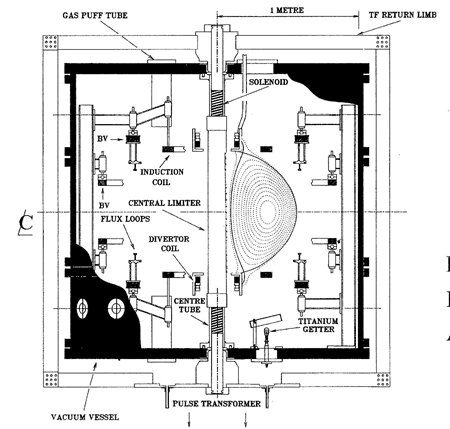 GAS PUFF TUBE
1 METRE
TF RETURN LIMB
SOLENOID
BV
INDUCTION
COIL
CENTRAL LIMITER
BV
FLUX LOOPS
C
DIVERTOR
COIL
CENTRE
TUBE
TITANIUM
GETTER
PULSE TRANSFORMER
VACUUM VESSEL